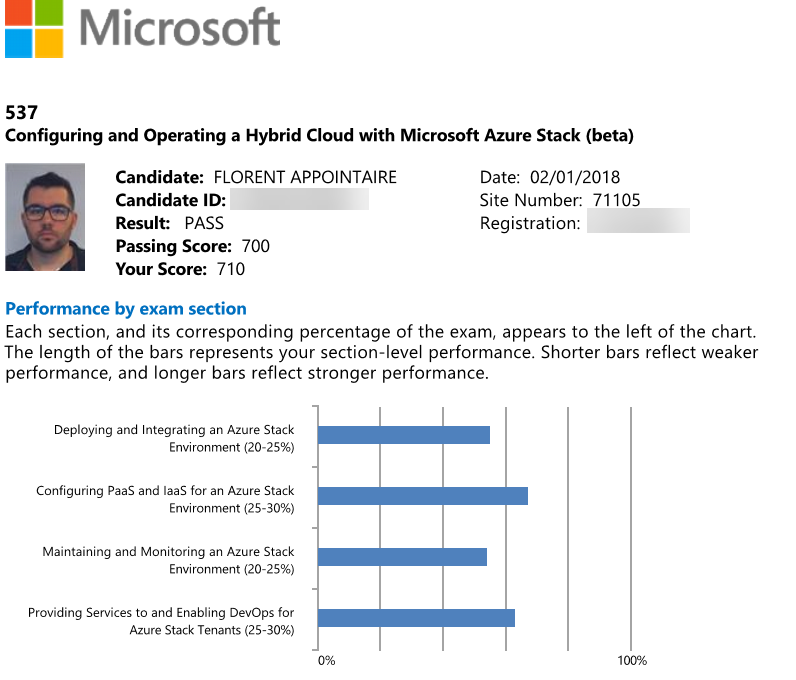 Microsoft
537
Configuring and Operating a Hybrid Cloud with Microsoft Azure Stack (beta)
Candidate: FLORENT APPOINTAIRE
Candidate ID:
Result: PASS
Passing Score: 700
Your Score: 710
Date: 02/01/2018
Site Number: 71105
Registration:
Performance by exam section
Each section, and its corresponding percentage of the exam, appears to the left of the chart.
The length of the bars represents your section-level performance. Shorter bars reflect weaker
performance, and longer bars reflect stronger performance.
Deploying and Integrating an Azure Stack
Environment (20-25%)
Configuring PaaS and IaaS for an Azure Stack
Environment (25-30%)
Maintaining and Monitoring an Azure Stack
Environment (20-25%)
Providing Services to and Enabling DevOps for
Azure Stack Tenants (25-30%)
0% 100%